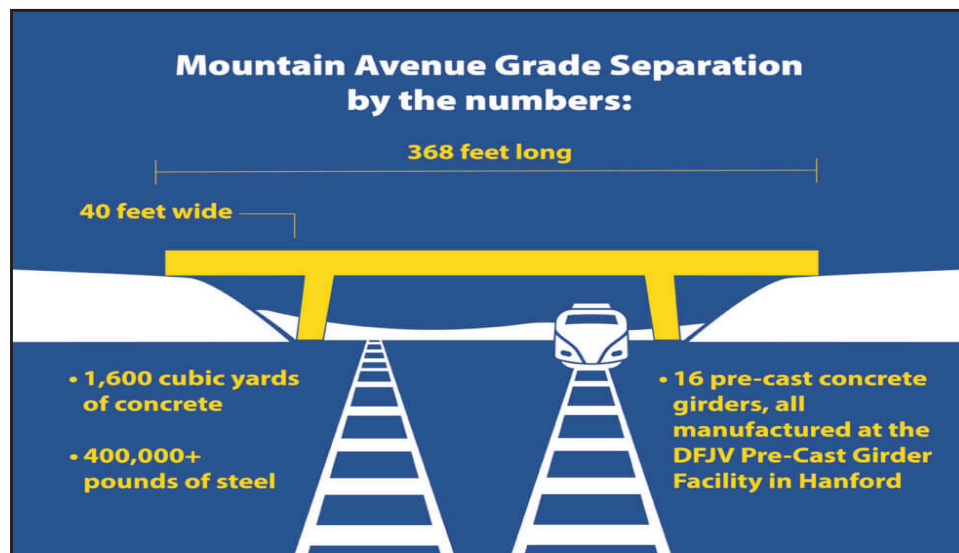 Mountain Avenue Grade Separation
by the numbers:
368 feet long
40 feet wide
• 1,600 cubic yards
of concrete
• 400,000+
pounds of steel
• 16 pre-cast concrete
girders, all
manufactured at the
DFJV Pre-Cast Girder
Facility in Hanford